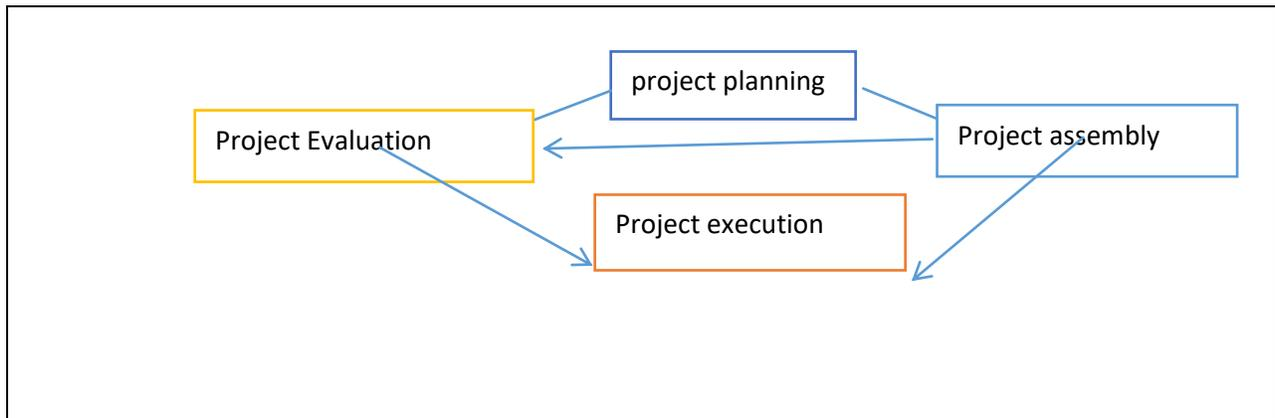 project planning
Project Evaluation
Project assembly
Project execution